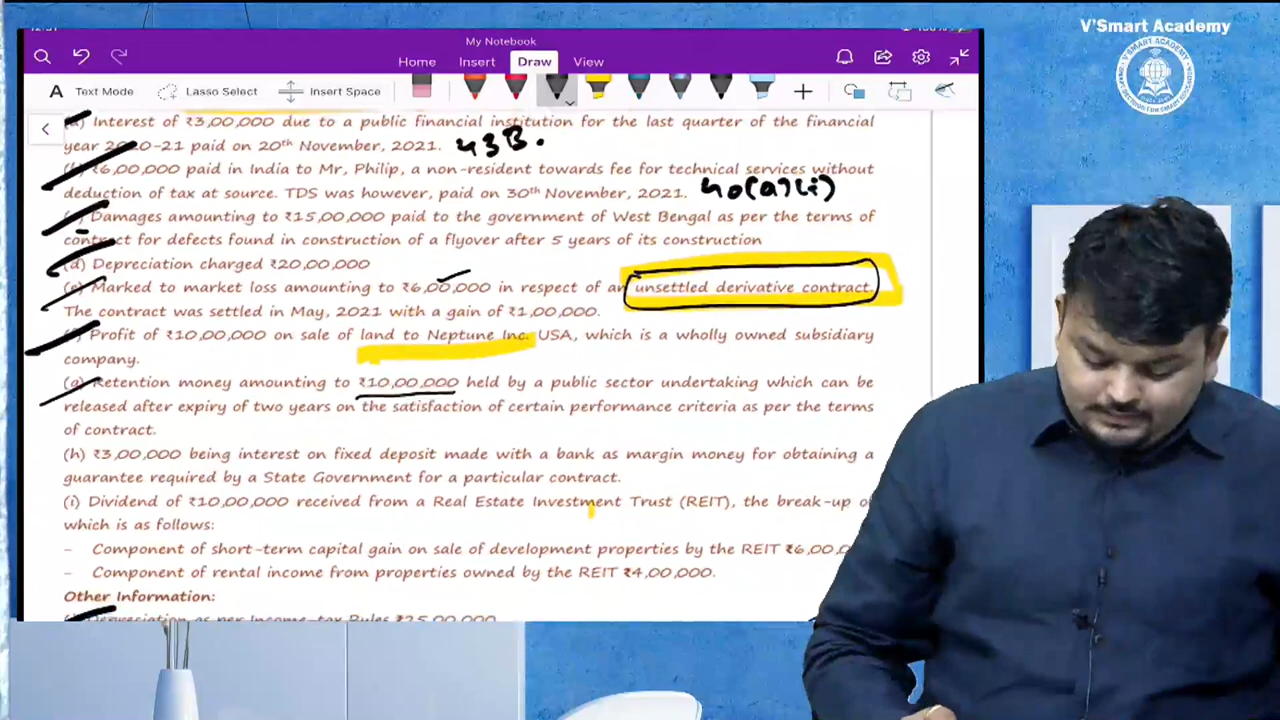 V'Smart Academy
My Notebook
Home Insert Draw View
Text Mode Lasso Select Insert Space
Interest of ₹3,00,000 due to a public financial institution for the last quarter of the financial
year 2020-21 paid on 20th November, 2021. 43B.
₹6,00,000 paid in India to Mr, Philip, a non-resident towards fee for technical services without
deduction of tax at source. TDS was however, paid on 30th November, 2021. 40(a)(i)
Damages amounting to ₹15,00,000 paid to the government of West Bengal as per the terms of
contract for defects found in construction of a flyover after 5 years of its construction
(d) Depreciation charged ₹20,00,000
(e) Marked to market loss amounting to ₹6,00,000 in respect of an unsettled derivative contract.
The contract was settled in May, 2021 with a gain of ₹1,00,000.
Profit of ₹10,00,000 on sale of land to Neptune Inc. USA, which is a wholly owned subsidiary
company.
(g) Retention money amounting to ₹10,00,000 held by a public sector undertaking which can be
released after expiry of two years on the satisfaction of certain performance criteria as per the terms
of contract.
(h) ₹3,00,000 being interest on fixed deposit made with a bank as margin money for obtaining a
guarantee required by a State Government for a particular contract.
(i) Dividend of ₹10,00,000 received from a Real Estate Investment Trust (REIT), the break-up of
which is as follows:
- Component of short-term capital gain on sale of development properties by the REIT ₹6,00,0
- Component of rental income from properties owned by the REIT ₹4,00,000.
Other Information:
Depreciation as per Income-tax Rules ₹25,00,000